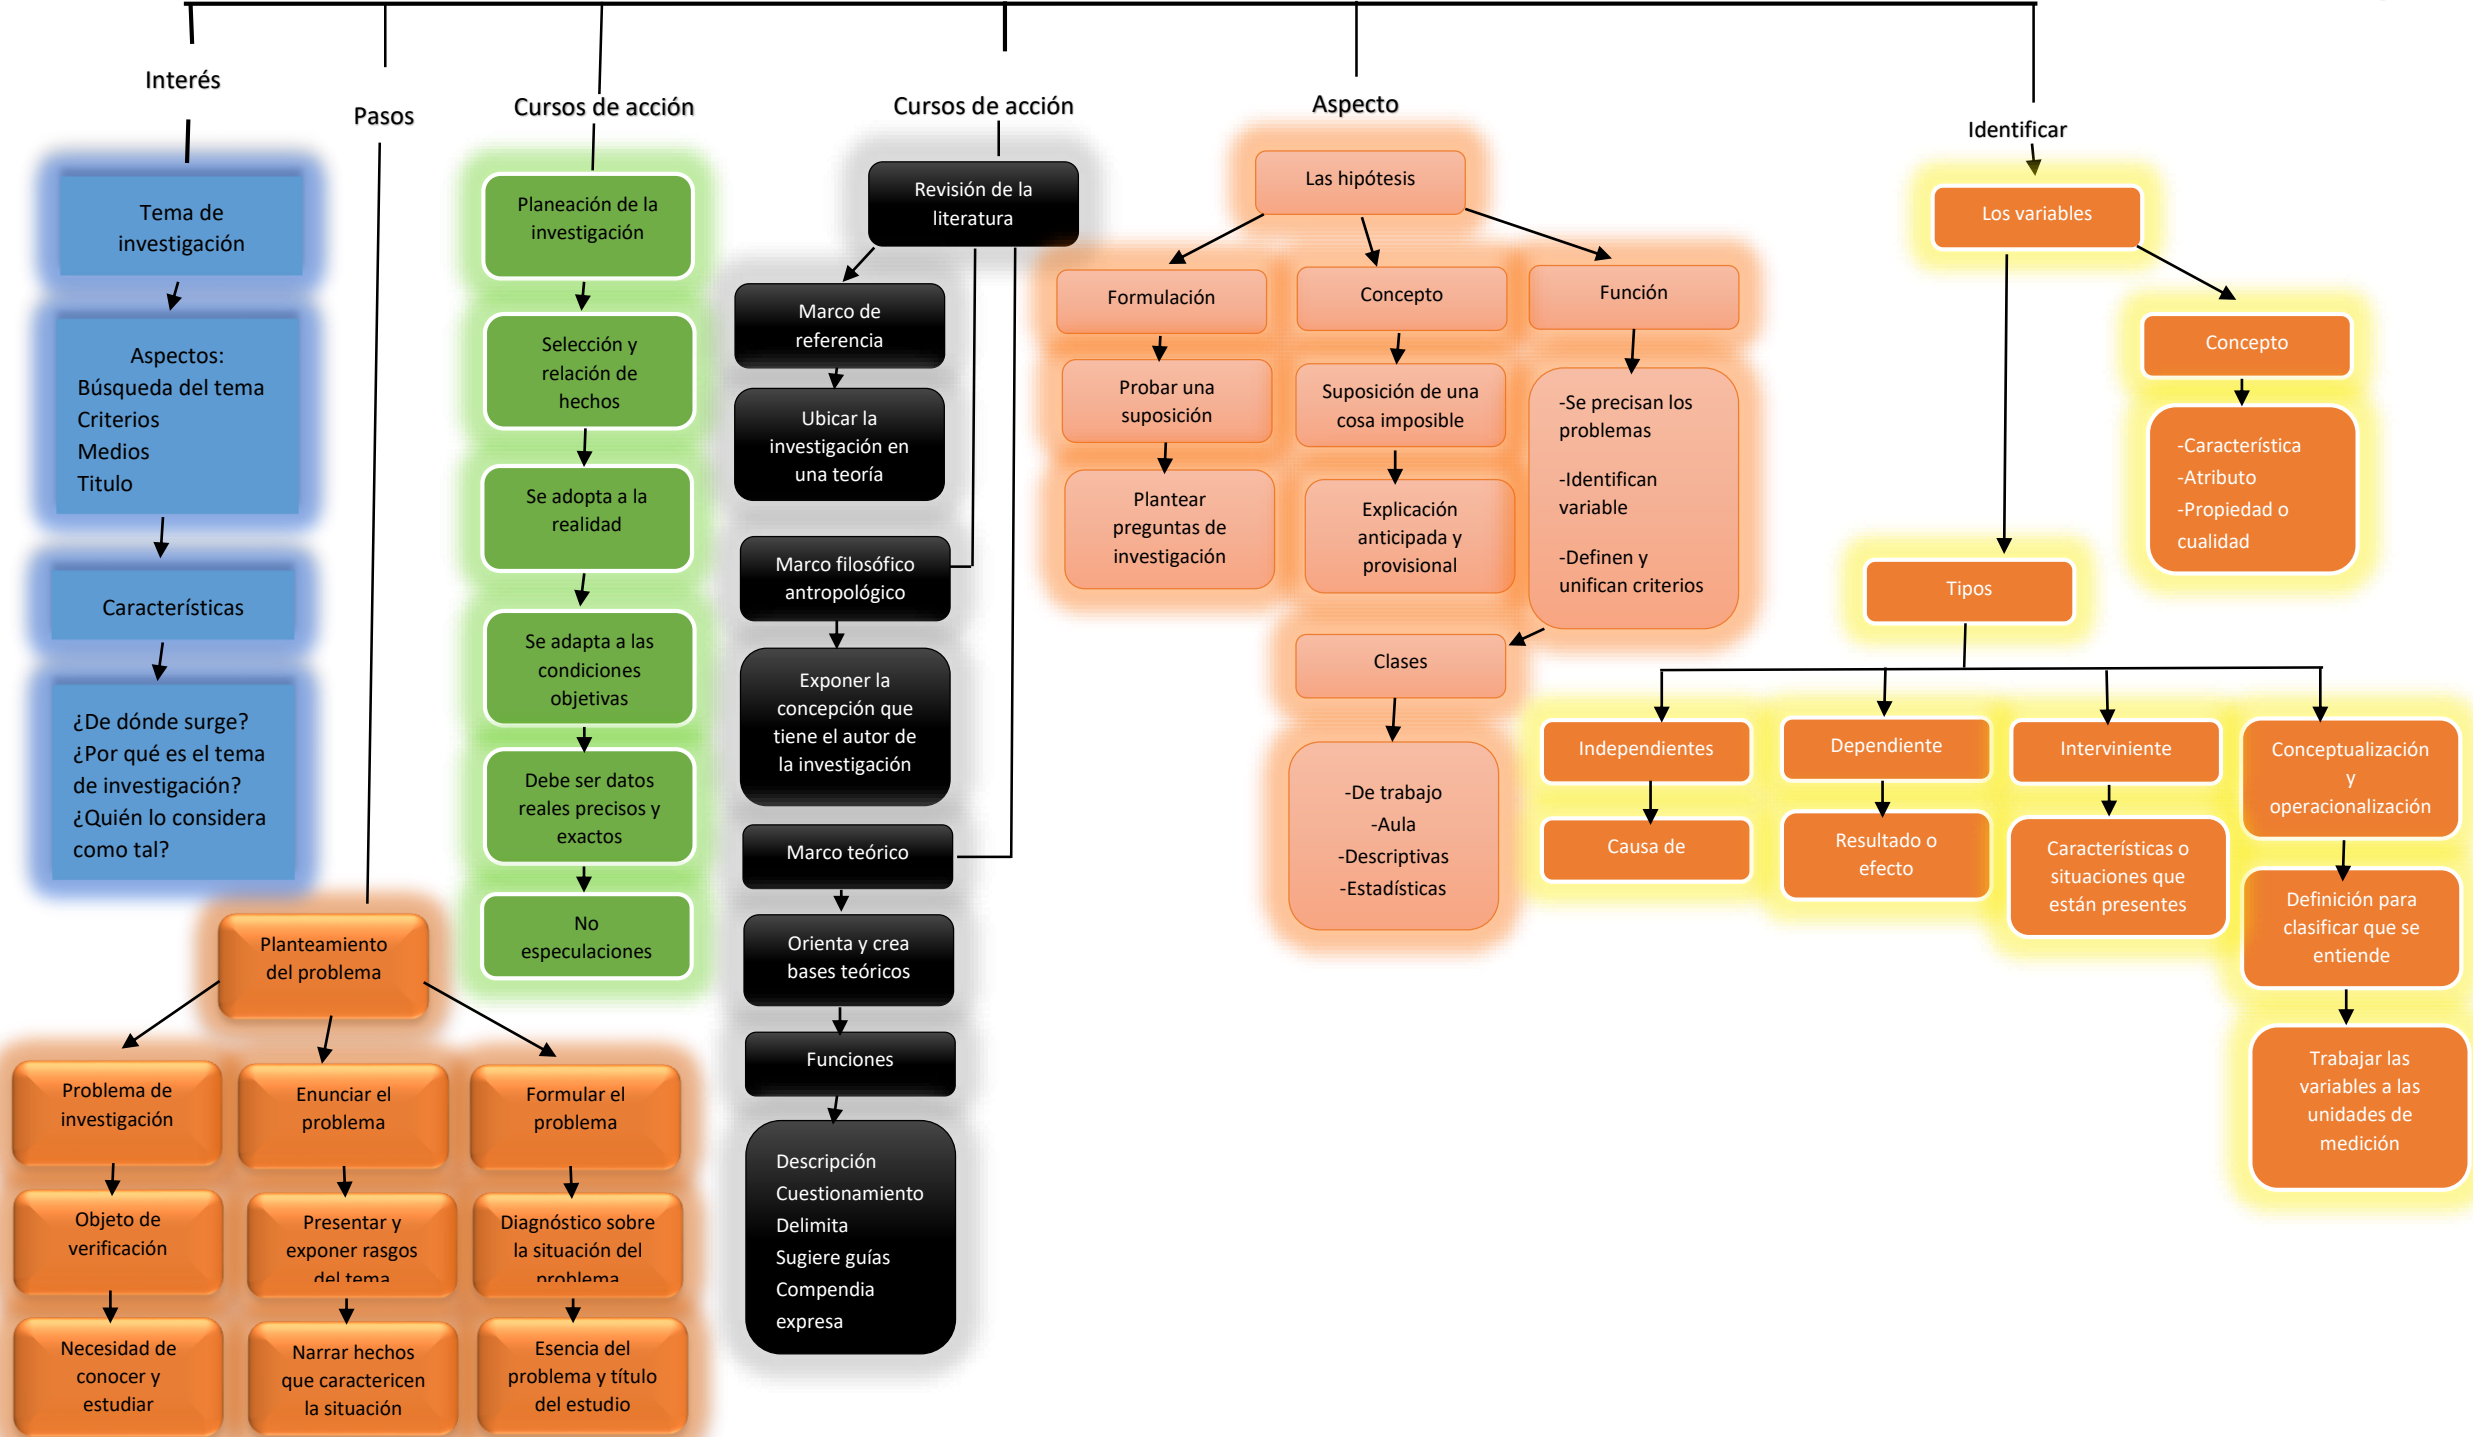 Interés
Tema de
investigación
Aspectos:
Búsqueda del tema
Criterios
Medios
Titulo
Características
¿De dónde surge?
¿Por qué es el tema
de investigación?
¿Quién lo considera
como tal?
Pasos
Planteamiento
del problema
Problema de
investigación
Objeto de
verificación
Necesidad de
conocer y
estudiar
Enunciar el
problema
Presentar y
exponer rasgos
del tema
Narrar hechos
que caractericen
la situación
Formular el
problema
Diagnóstico sobre
la situación del
problema
Esencia del
problema y título
del estudio
Cursos de acción
Planeación de la
investigación
Selección y
relación de
hechos
Se adopta a la
realidad
Se adapta a las
condiciones
objetivas
Debe ser datos
reales precisos y
exactos
No
especulaciones
Cursos de acción
Revisión de la
literatura
Marco de
referencia
Ubicar la
investigación en
una teoría
Marco filosófico
antropológico
Exponer la
concepción que
tiene el autor de
la investigación
Marco teórico
Orienta y crea
bases teóricos
Funciones
Descripción
Cuestionamiento
Delimita
Sugiere guías
Compendia
expresa
Aspecto
Las hipótesis
Formulación
Probar una
suposición
Plantear
preguntas de
investigación
Concepto
Suposición de una
cosa imposible
Explicación
anticipada y
provisional
Función
-Se precisan los
problemas
-Identifican
variable
-Definen y
unifican criterios
Clases
-De trabajo
-Aula
-Descriptivas
-Estadísticas
Identificar
Los variables
Concepto
-Característica
-Atributo
-Propiedad o
cualidad
Tipos
Independientes
Causa de
Dependiente
Resultado o
efecto
Interviniente
Características o
situaciones que
están presentes
Conceptualización
y
operacionalización
Definición para
clasificar que se
entiende
Trabajar las
variables a las
unidades de
medición